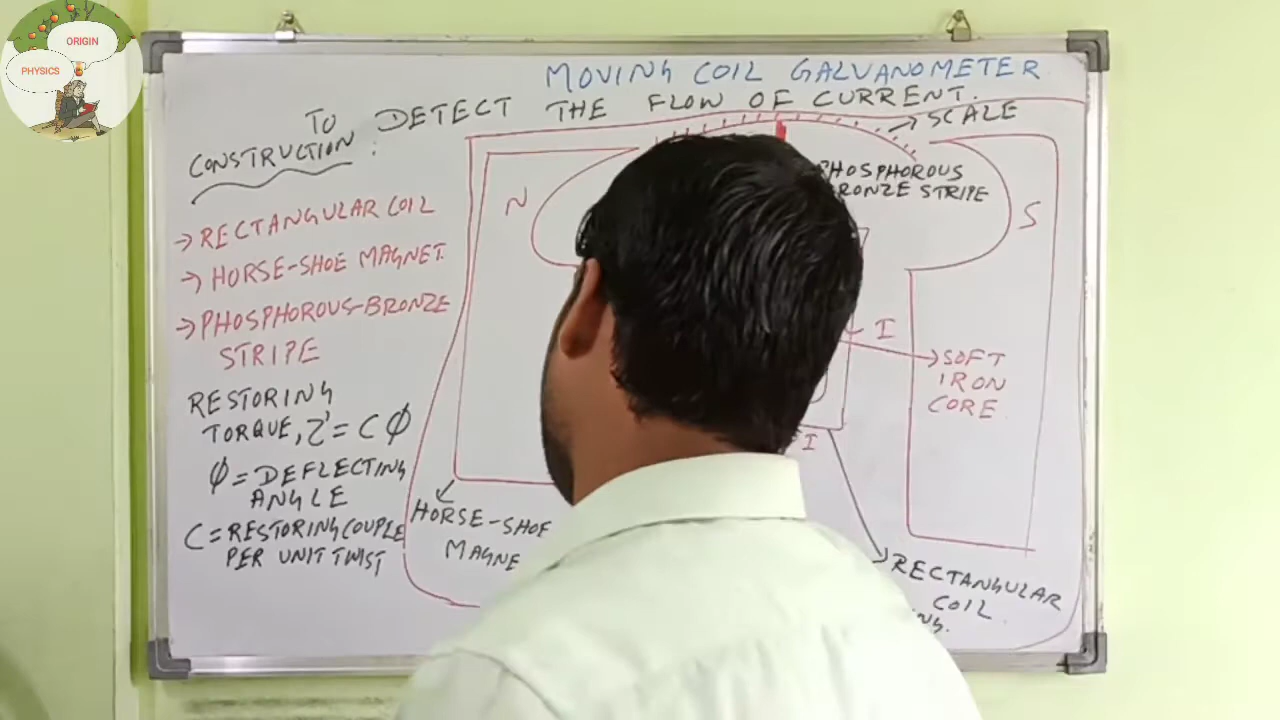 ORIGIN
PHYSICS
MOVING COIL GALVANOMETER
TO DETECT THE FLOW OF CURRENT.
CONSTRUCTION:
→ RECTANGULAR COIL
→ HORSE-SHOE MAGNET.
→ PHOSPHOROUS-BRONZE
STRIPE
RESTORING
TORQUE, τ' = Cφ
φ = DEFLECTING
ANGLE
C = RESTORING COUPLE
PER UNIT TWIST
→ SCALE
PHOSPHOROUS
BRONZE STRIPE
N
S
I
SOFT
IRON
CORE
I
HORSE-SHOE
MAGNE
RECTANGULAR
COIL